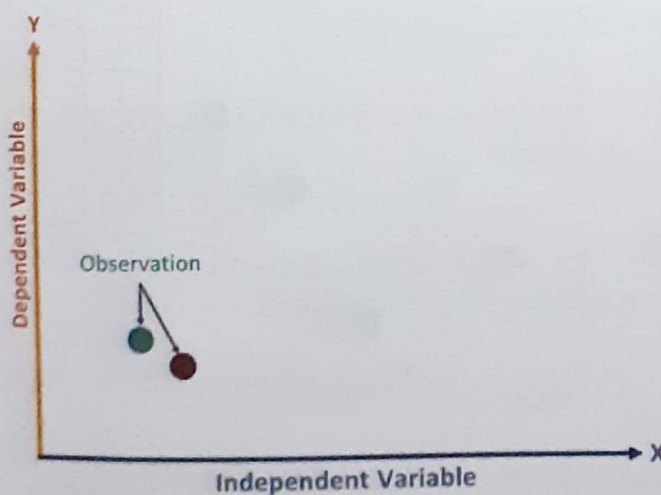 Y
Dependent Variable
Observation
X
Independent Variable